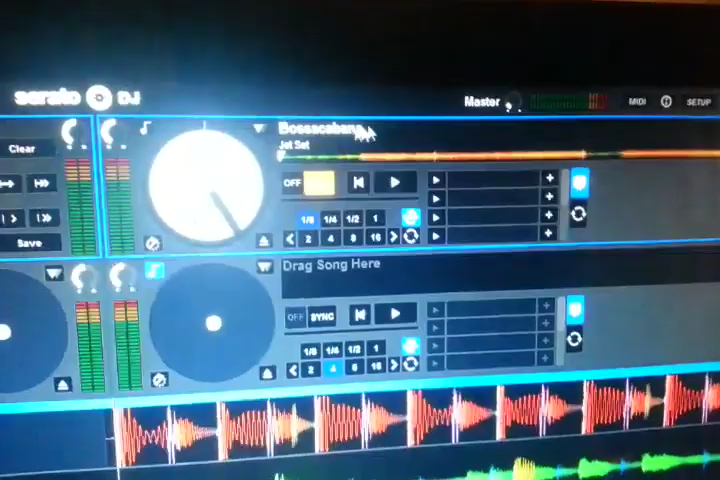 serato DJ
Master
MIDI
SETUP
Clear
Bossacabana
Jet Set
OFF
1/8 1/4 1/2 1
Save
2 4 8 16
Drag Song Here
OFF SYNC
1/8 1/4 1/2 1
2 4 8 16